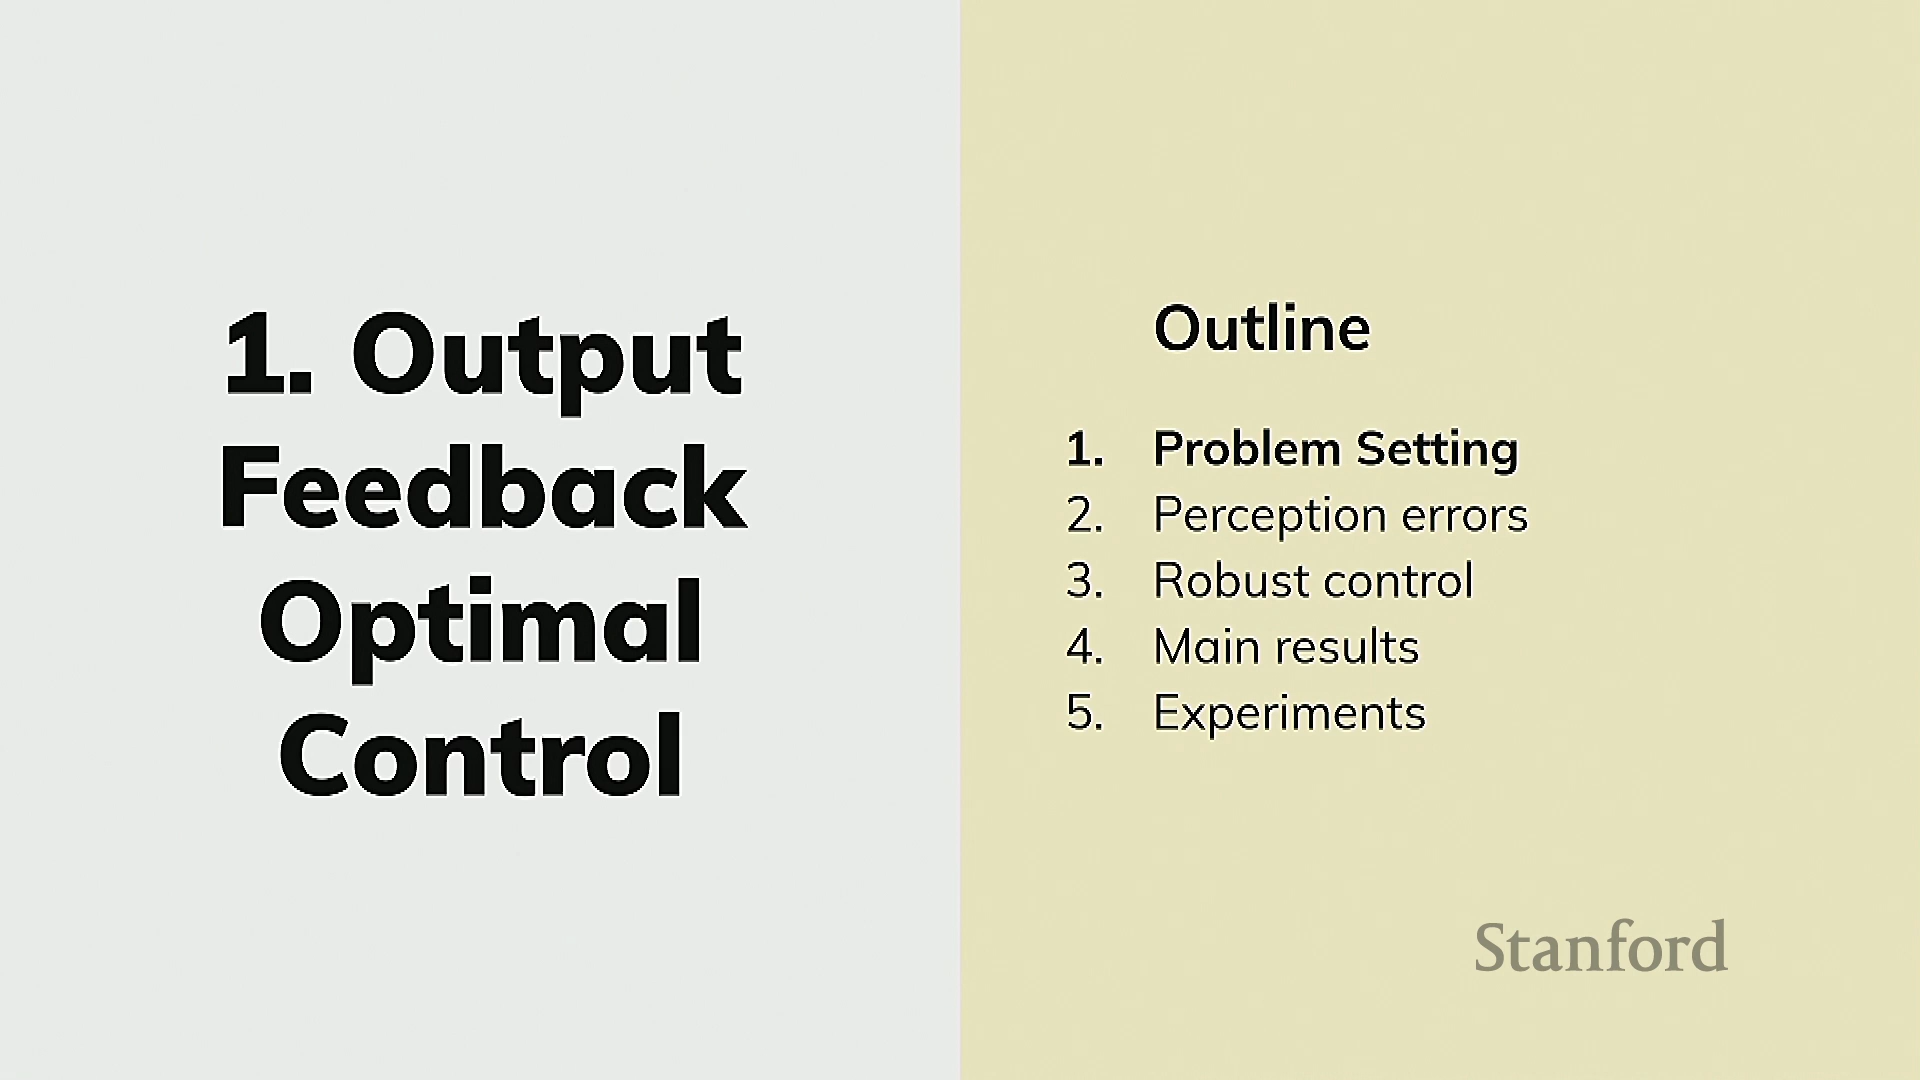 1. Output
Feedback
Optimal
Control
Outline
1. Problem Setting
2. Perception errors
3. Robust control
4. Main results
5. Experiments
Stanford